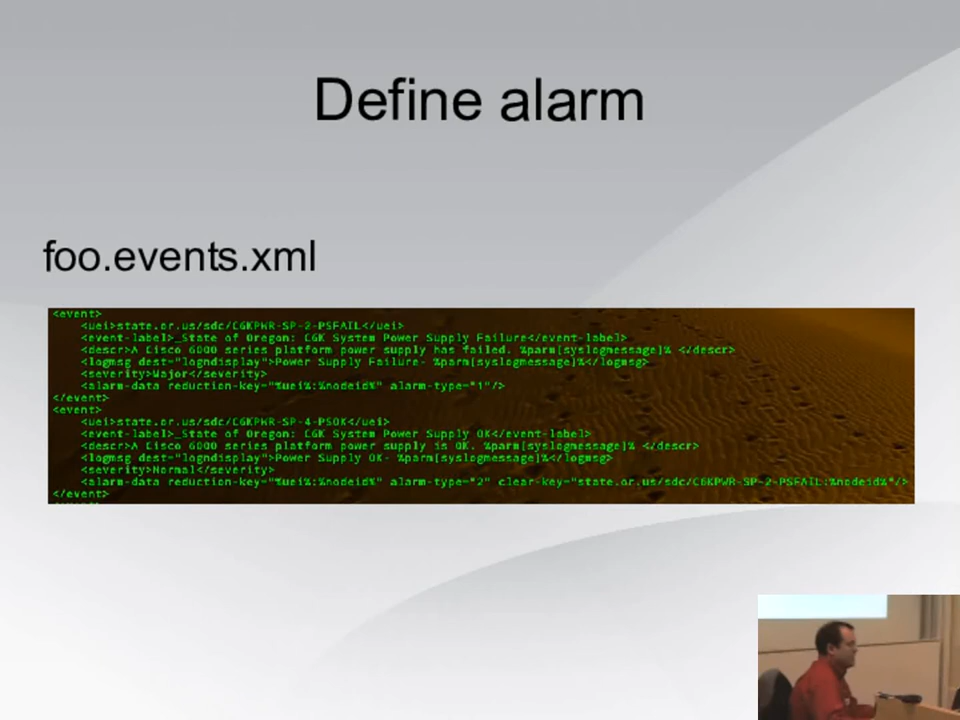 Define alarm
foo.events.xml
<event>
<uei>state.or.us/sdc/C6KPWR-SP-2-PSFAIL</uei>
<event-label>_State of Oregon: C6K System Power Supply Failure</event-label>
<descr>A Cisco 6000 series platform power supply has failed. %parm[syslogmessage]% </descr>
<logmsg dest="logndisplay">Power Supply Failure- %parm[syslogmessage]%</logmsg>
<severity>Major</severity>
<alarm-data reduction-key="%uei%:%nodeid%" alarm-type="1"/>
</event>
<event>
<uei>state.or.us/sdc/C6KPWR-SP-4-PSOK</uei>
<event-label>_State of Oregon: C6K System Power Supply OK</event-label>
<descr>A Cisco 6000 series platform power supply is OK. %parm[syslogmessage]% </descr>
<logmsg dest="logndisplay">Power Supply OK- %parm[syslogmessage]%</logmsg>
<severity>Normal</severity>
<alarm-data reduction-key="%uei%:%nodeid%" alarm-type="2" clear-key="state.or.us/sdc/C6KPWR-SP-2-PSFAIL:%nodeid%"/>
</event>